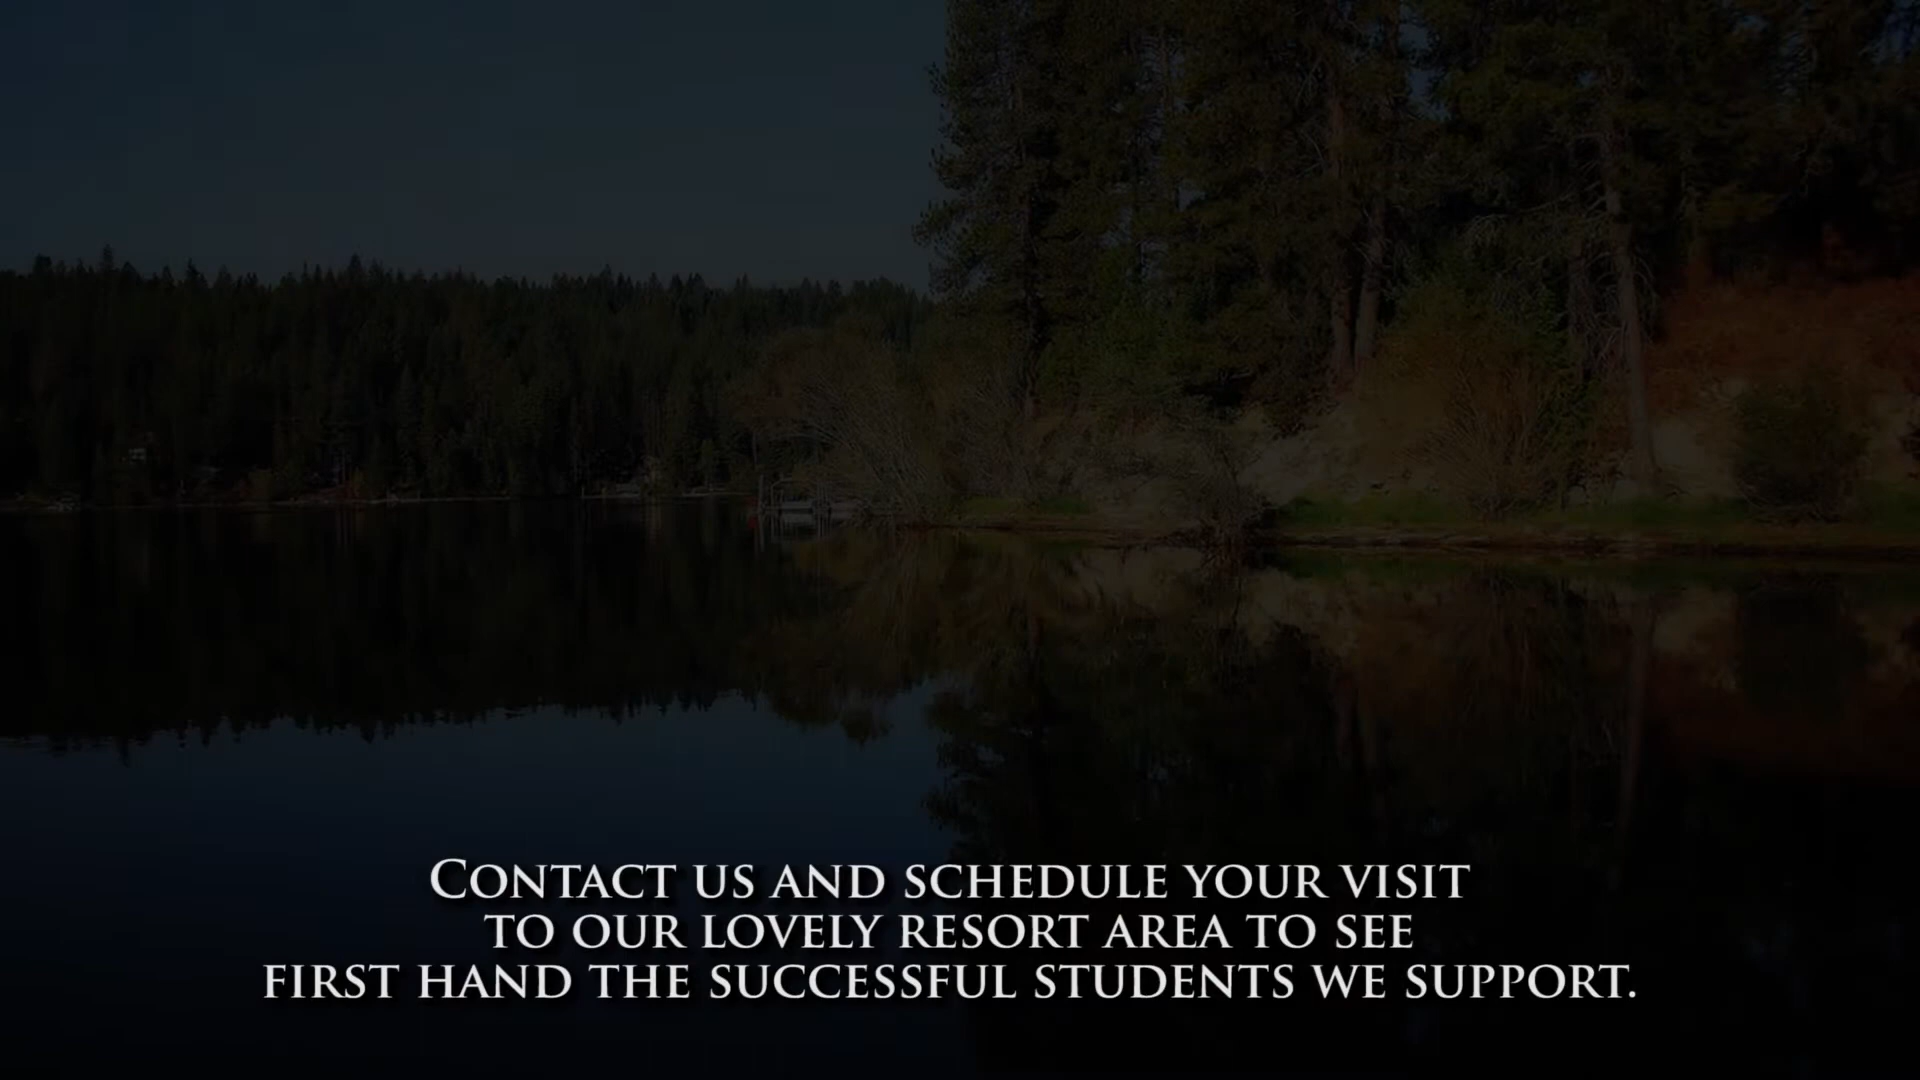 Contact us and schedule your visit
to our lovely resort area to see
first hand the successful students we support.